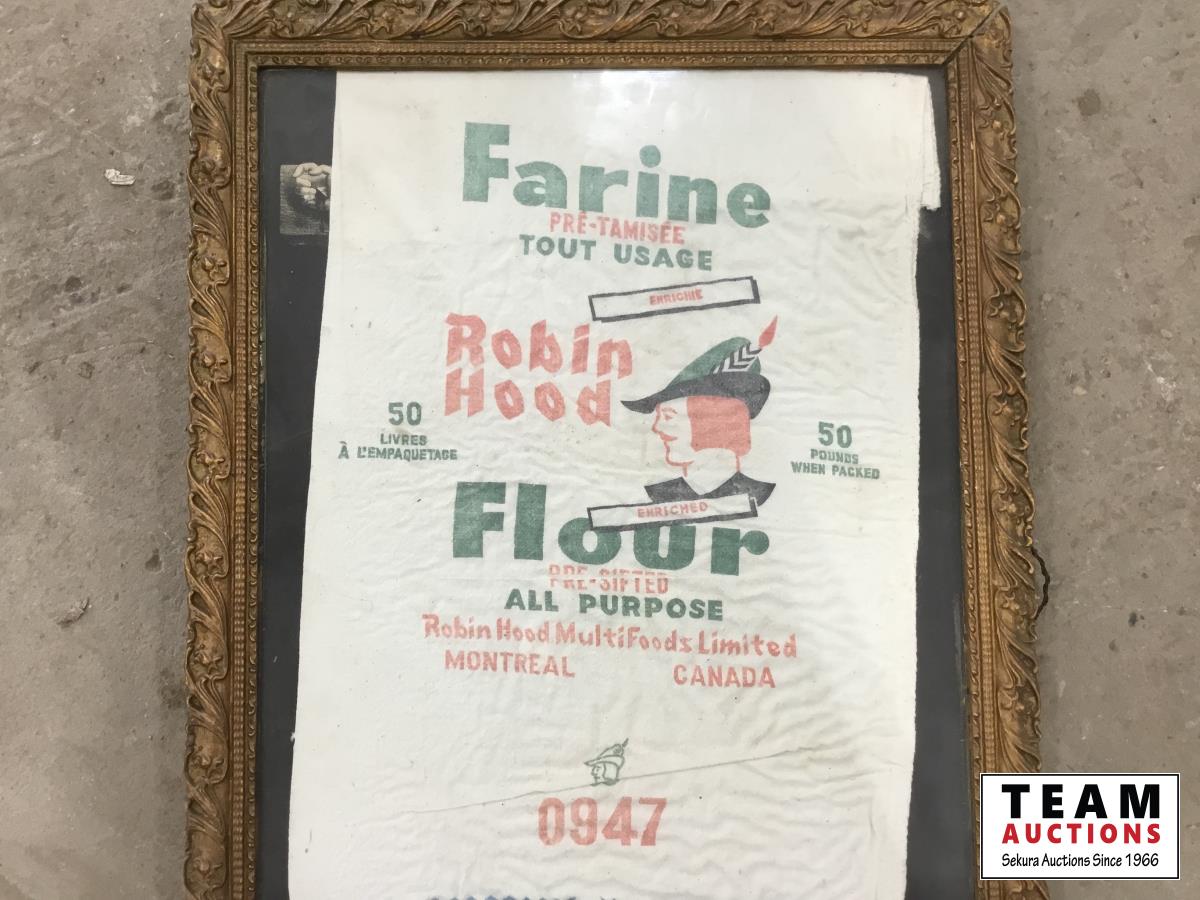 Farine
PRÉ-TAMISÉE
TOUT USAGE
ENRICHIE
Robin
Hood
50
LIVRES
À L'EMPAQUETAGE
50
POUNDS
WHEN PACKED
ENRICHED
Flour
PRE-SIFTED
ALL PURPOSE
Robin Hood MultiFoods Limited
MONTREAL CANADA
0947
TEAM
AUCTIONS
Sekura Auctions Since 1966